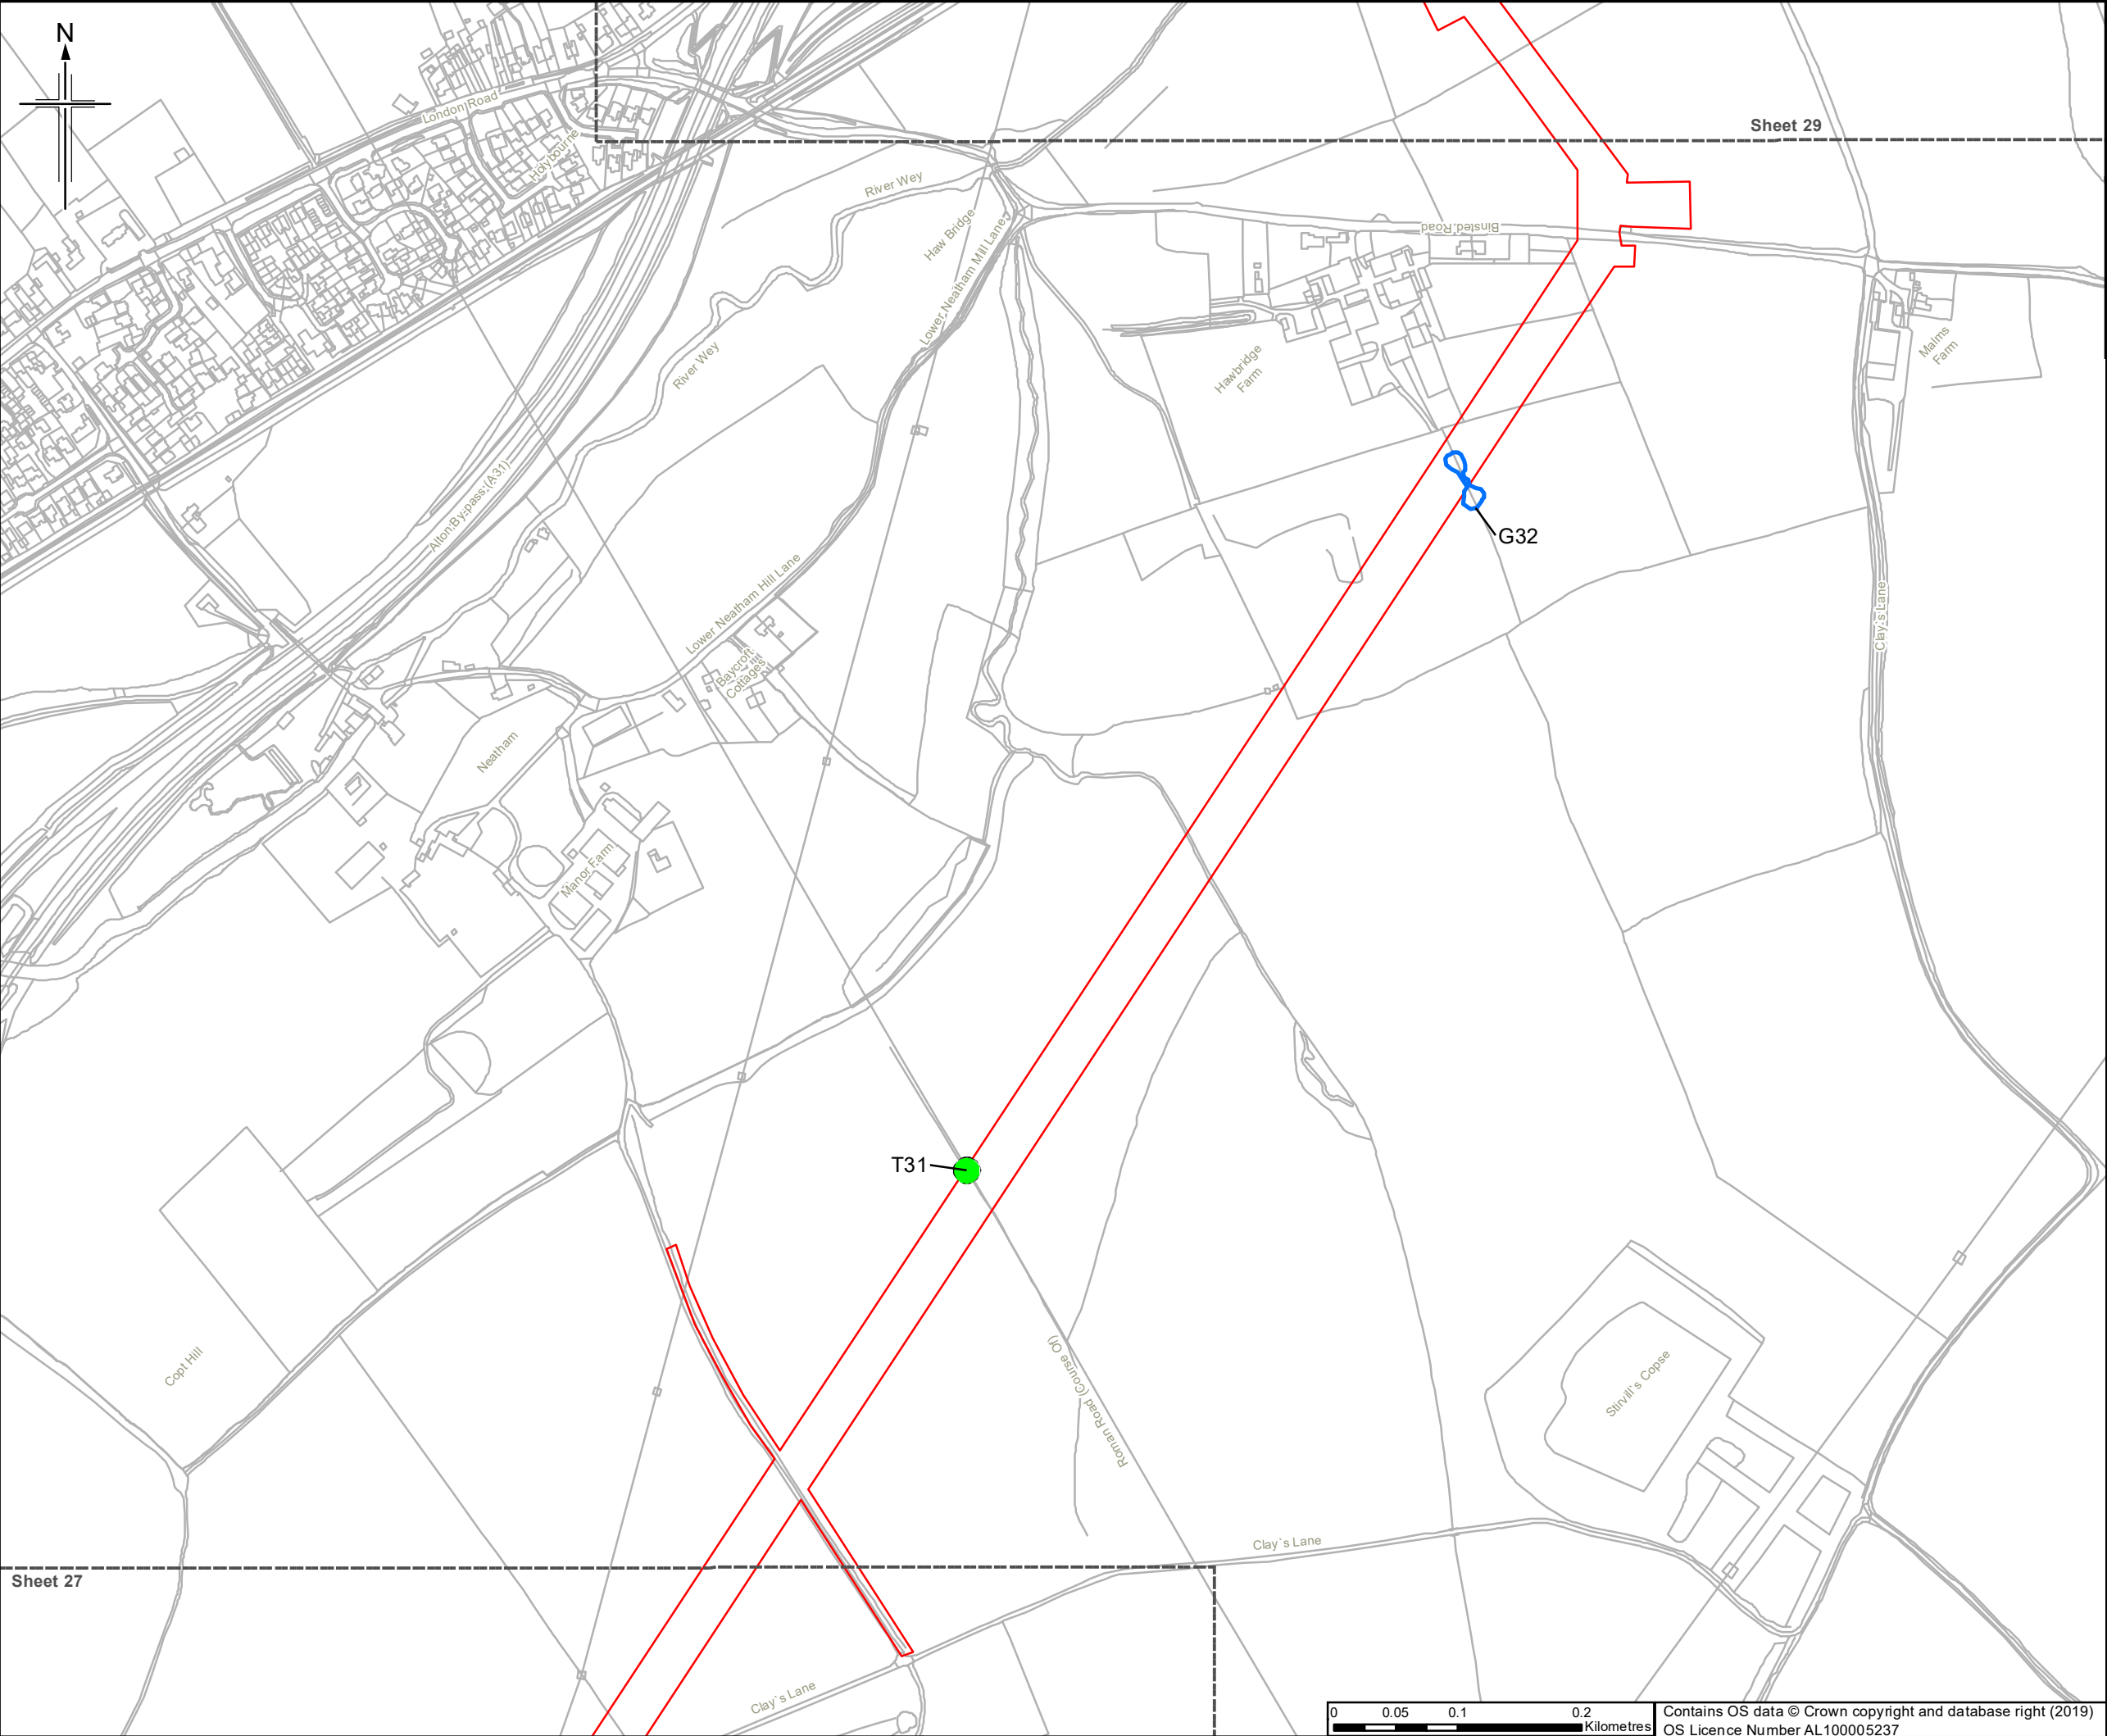 N
London Road
Holybourne
Sheet 29
River Wey
Haw Bridge
Lower Neatham Mill Lane
Binsted Road
River Wey
Hawbridge
Farm
Malms
Farm
Alton By-pass (A31)
G32
Lower Neatham Hill Lane
Baycroft
Cottages
Clay`s Lane
Neatham
Manor Farm
T31
Roman Road (Course Of)
Copt Hill
Stirvill`s Copse
Clay`s Lane
Sheet 27
Clay`s Lane
0 0.05 0.1 0.2
Kilometres
Contains OS data © Crown copyright and database right (2019)
OS Licence Number AL100005237